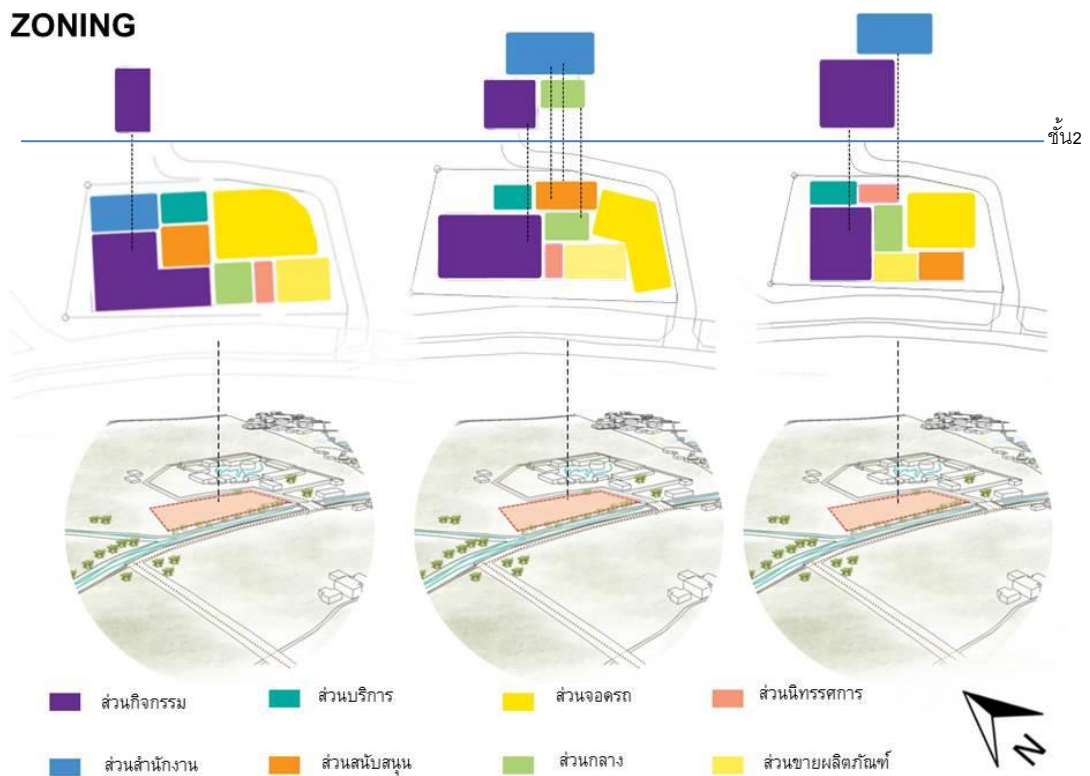 ZONING
ชั้น2
ส่วนกิจกรรม
ส่วนบริการ
ส่วนจอดรถ
ส่วนนิทรรศการ
ส่วนสำนักงาน
ส่วนสนับสนุน
ส่วนกลาง
ส่วนขายผลิตภัณฑ์
N